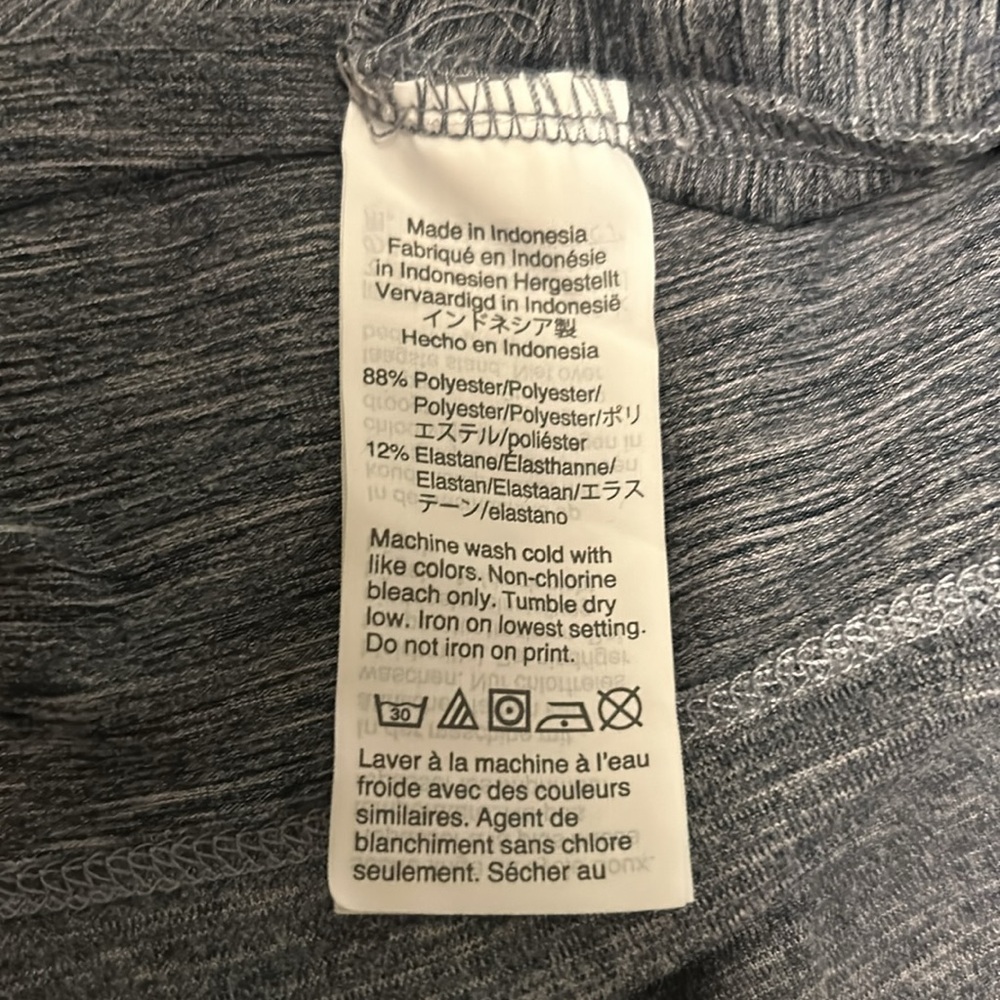 Made in Indonesia
Fabriqué en Indonésie
in Indonesien Hergestellt
Vervaardigd in Indonesië
インドネシア製
Hecho en Indonesia
88% Polyester/Polyester/
Polyester/Polyester/ポリ
エステル/poliéster
12% Elastane/Élasthanne/
Elastan/Elastaan/エラス
テーン/elastano
Machine wash cold with
like colors. Non-chlorine
bleach only. Tumble dry
low. Iron on lowest setting.
Do not iron on print.
30
Laver à la machine à l'eau
froide avec des couleurs
similaires. Agent de
blanchiment sans chlore
seulement. Sécher au